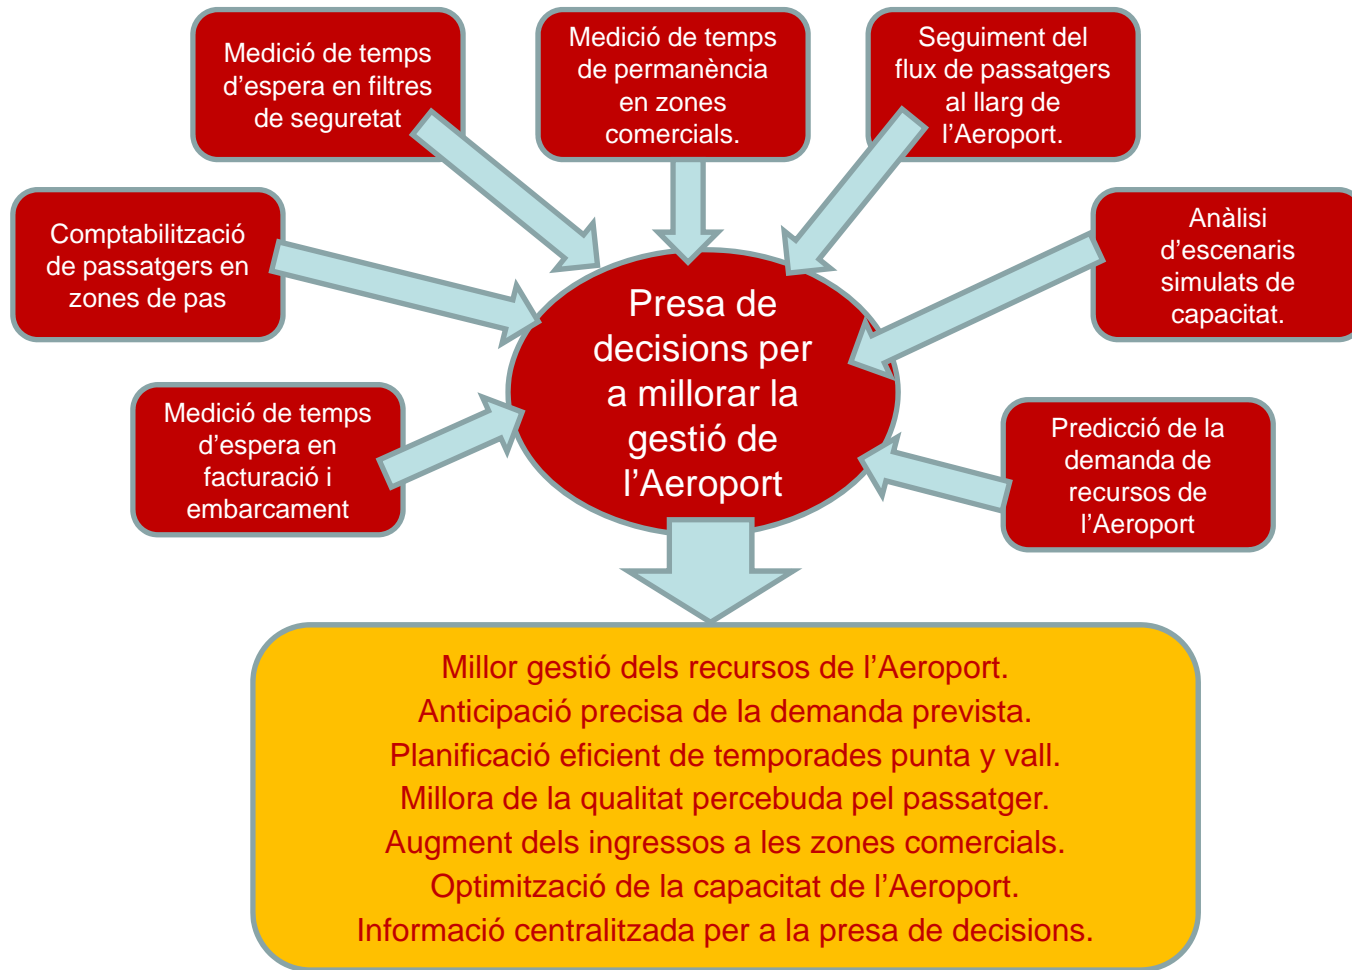 Medició de temps
d’espera en filtres
de seguretat
Medició de temps
de permanència
en zones
comercials.
Seguiment del
flux de passatgers
al llarg de
l’Aeroport.
Comptabilització
de passatgers en
zones de pas
Anàlisi
d’escenaris
simulats de
capacitat.
Presa de
decisions per
a millorar la
gestió de
l’Aeroport
Medició de temps
d’espera en
facturació i
embarcament
Predicció de la
demanda de
recursos de
l’Aeroport
Millor gestió dels recursos de l’Aeroport.
Anticipació precisa de la demanda prevista.
Planificació eficient de temporades punta y vall.
Millora de la qualitat percebuda pel passatger.
Augment dels ingressos a les zones comercials.
Optimització de la capacitat de l’Aeroport.
Informació centralitzada per a la presa de decisions.